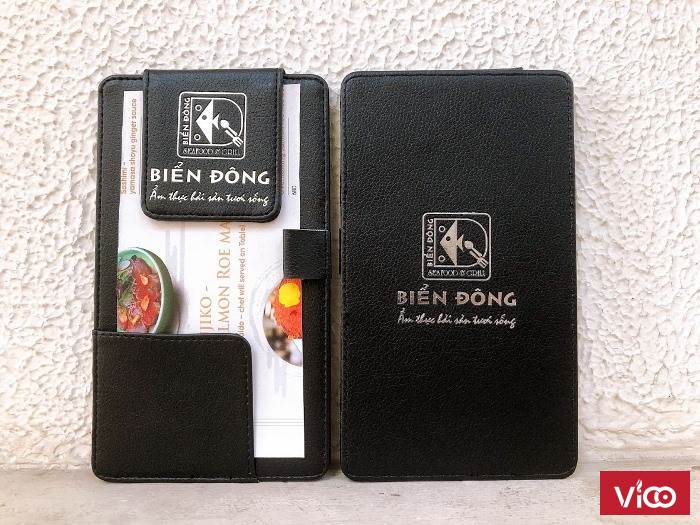 BIỂN ĐÔNG
SEAFOOD & GRILL
BIỂN ĐÔNG
Ẩm thực hải sản tươi sống
Sashimi –
yamasa shoyu ginger sauce
JIKO -
LMON ROE MA
chef will served on Table
BIỂN ĐÔNG
SEAFOOD & GRILL
BIỂN ĐÔNG
Ẩm thực hải sản tươi sống
VICO